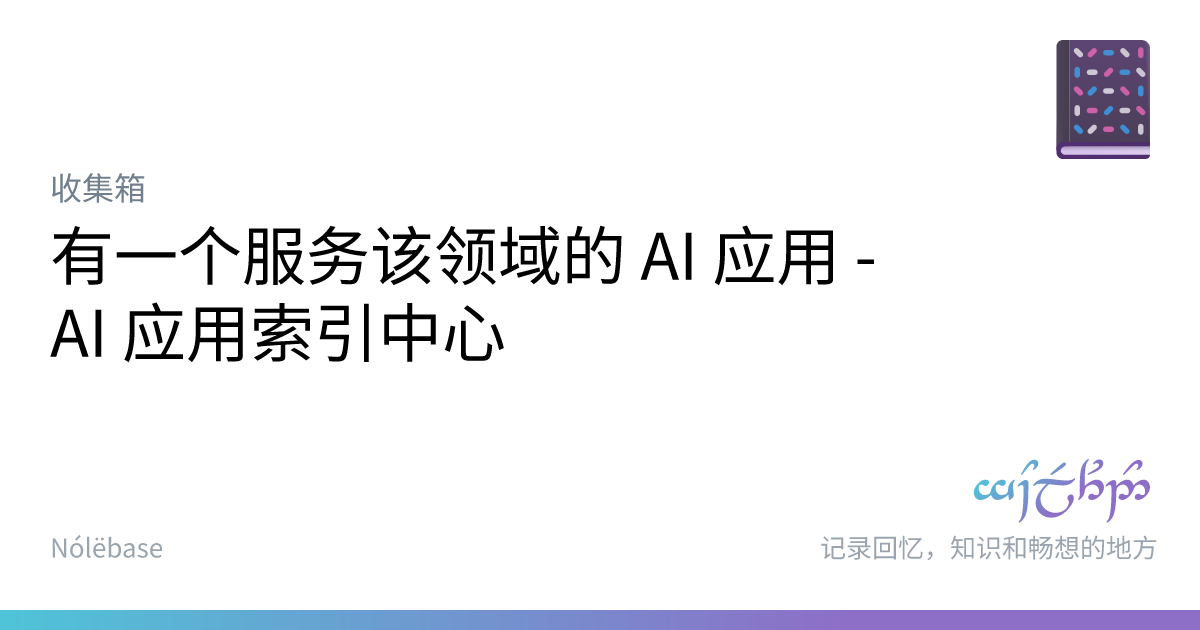 收集箱
有一个服务该领域的 AI 应用 -
AI 应用索引中心
Nólëbase
记录回忆，知识和畅想的地方